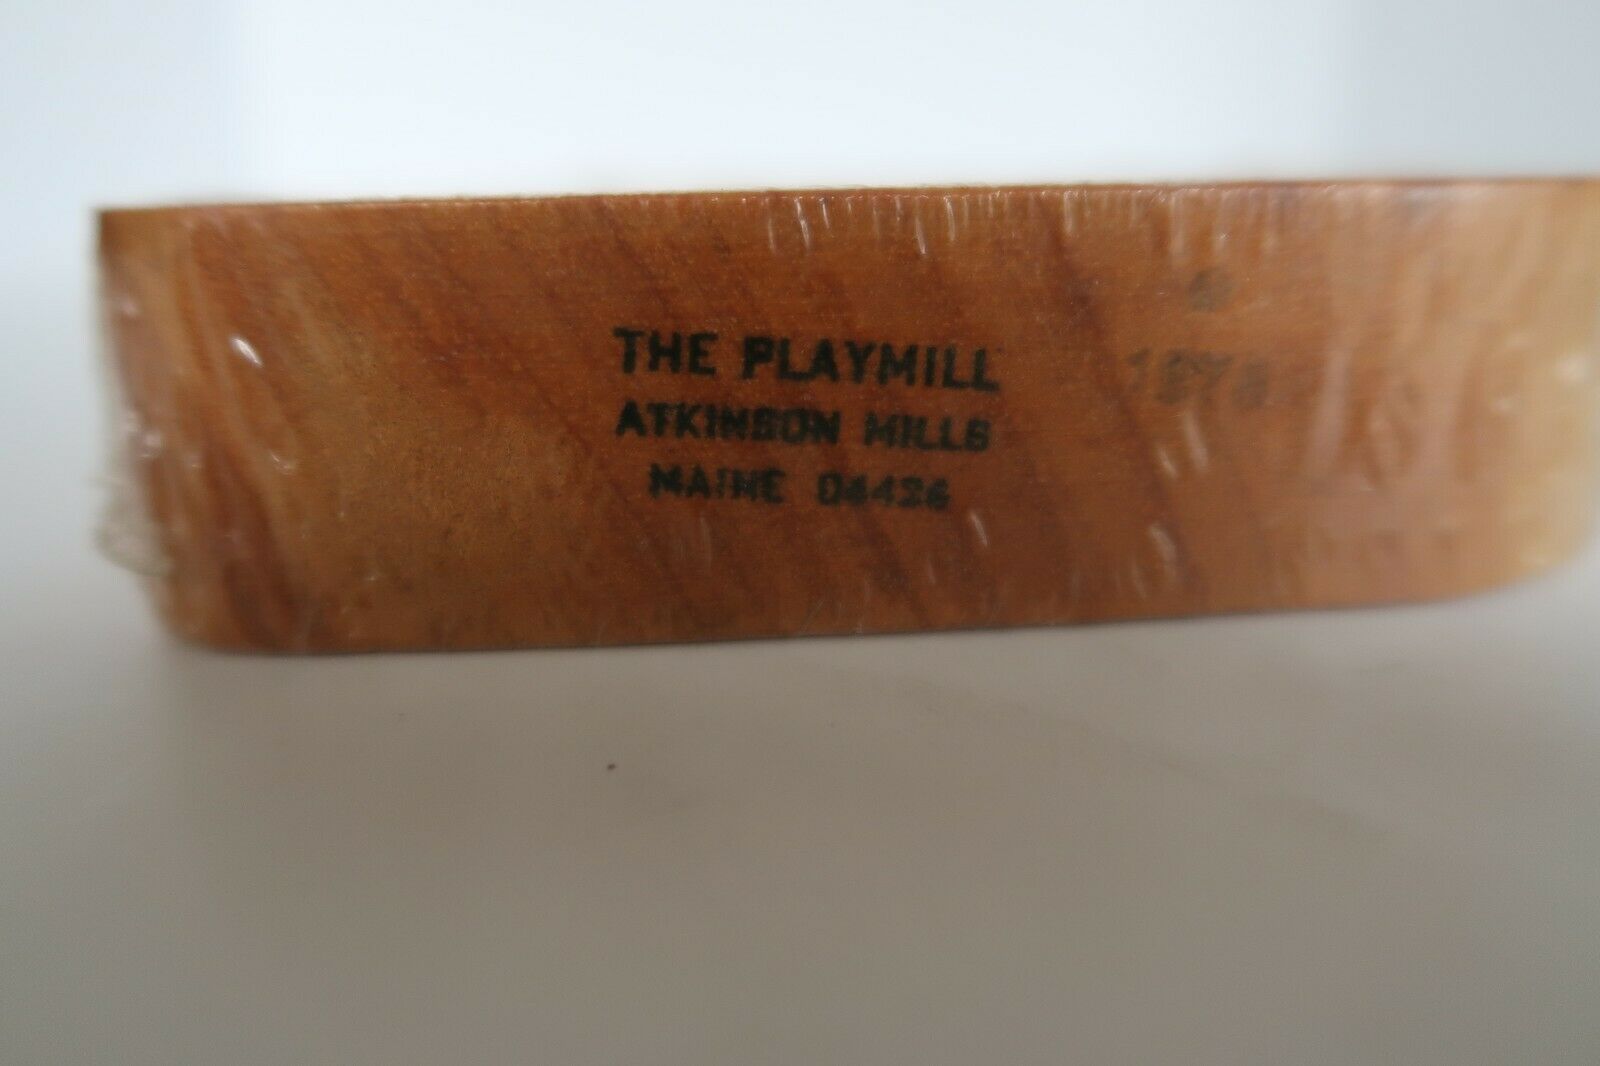 THE PLAYMILL
ATKINSON MILLS
MAINE 04426